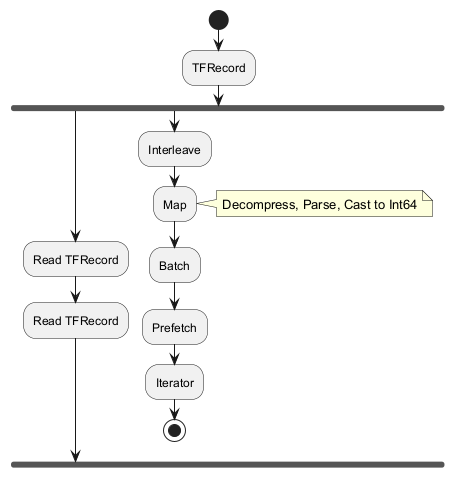 TFRecord
Interleave
Map
Decompress, Parse, Cast to Int64
Read TFRecord
Batch
Read TFRecord
Prefetch
Iterator